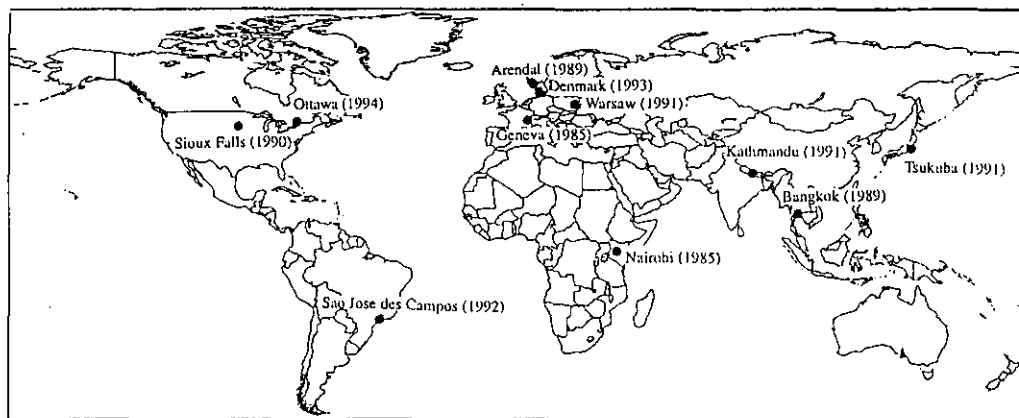 Arendal (1989)
Denmark (1993)
Ottawa (1994)
Warsaw (1991)
Sioux Falls (1990)
Geneva (1985)
Kathmandu (1991)
Tsukuba (1991)
Bangkok (1989)
Nairobi (1985)
Sao Jose des Campos (1992)